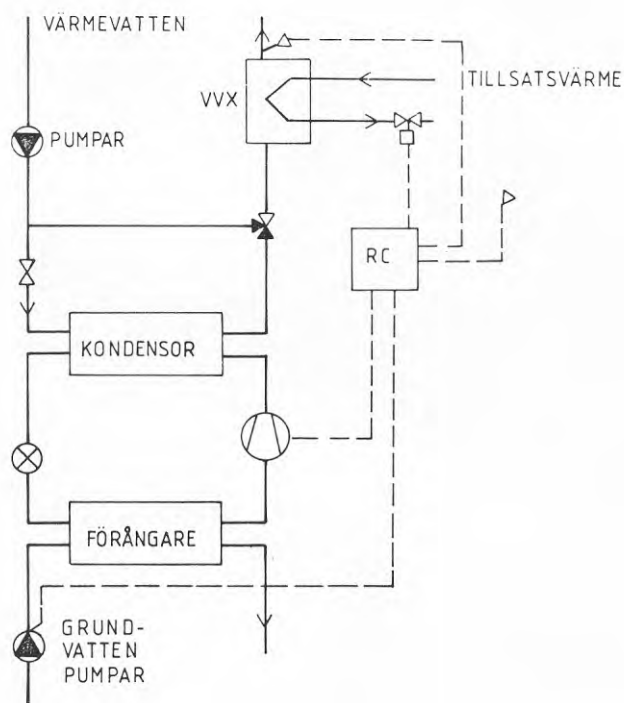 VÄRMEVATTEN
VVX
TILLSATSVÄRME
PUMPAR
RC
KONDENSOR
FÖRÅNGARE
GRUND-
VATTEN
PUMPAR